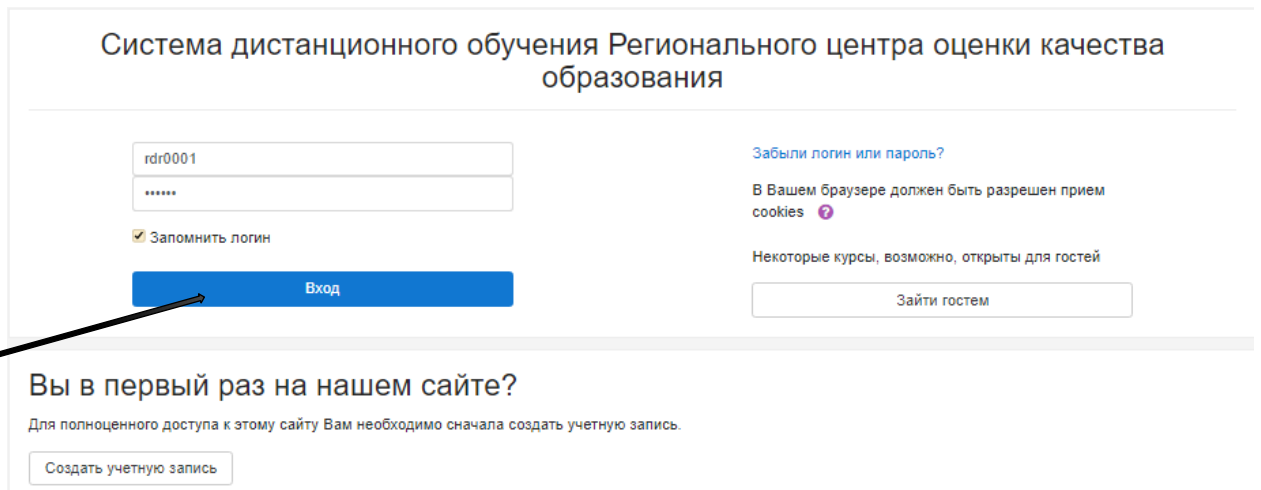 Система дистанционного обучения Регионального центра оценки качества
образования
rdr0001
••••••
Запомнить логин
Вход
Забыли логин или пароль?
В Вашем браузере должен быть разрешен прием
cookies
Некоторые курсы, возможно, открыты для гостей
Зайти гостем
Вы в первый раз на нашем сайте?
Для полноценного доступа к этому сайту Вам необходимо сначала создать учетную запись.
Создать учетную запись